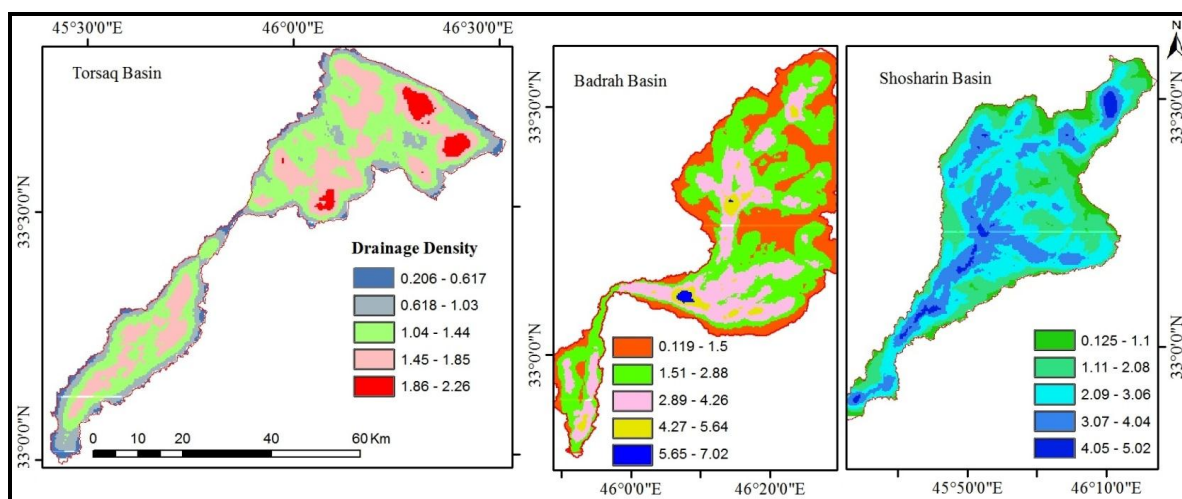 45°30'0"E
46°0'0"E
46°30'0"E
N
Torsaq Basin
Badrah Basin
Shosharin Basin
33°30'0"N
33°0'0"N
Drainage Density
0.206 - 0.617
0.618 - 1.03
1.04 - 1.44
1.45 - 1.85
1.86 - 2.26
0 10 20 40 60 Km
33°30'0"N
33°0'0"N
0.119 - 1.5
1.51 - 2.88
2.89 - 4.26
4.27 - 5.64
5.65 - 7.02
46°0'0"E
46°20'0"E
33°30'0"N
33°0'0"N
0.125 - 1.1
1.11 - 2.08
2.09 - 3.06
3.07 - 4.04
4.05 - 5.02
45°50'0"E
46°10'0"E